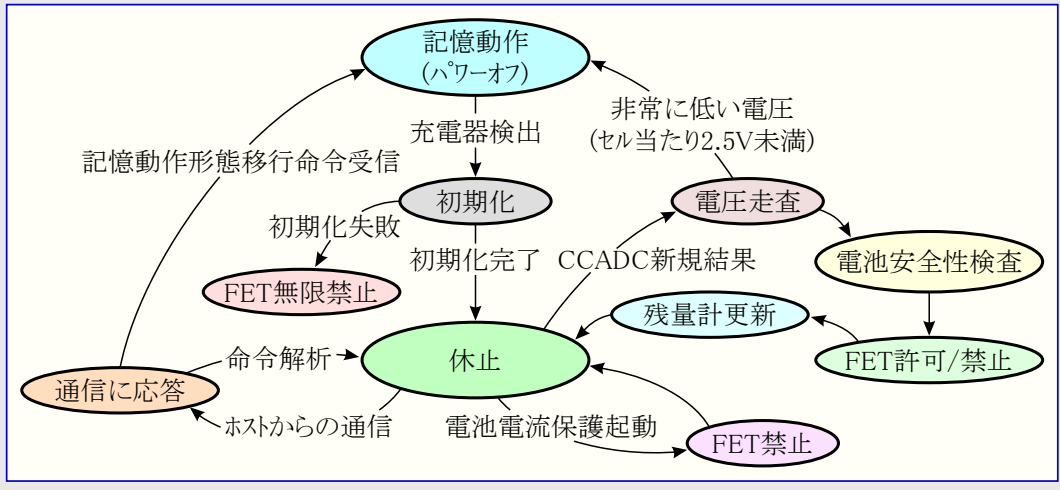 記憶動作
(パワーオフ)
非常に低い電圧
(セル当たり2.5V未満)
充電器検出
記憶動作形態移行命令受信
初期化
電圧走査
初期化失敗
初期化完了
CCADC新規結果
電池安全性検査
FET無限禁止
残量計更新
命令解析
休止
FET許可/禁止
通信に応答
ホストからの通信
電池電流保護起動
FET禁止